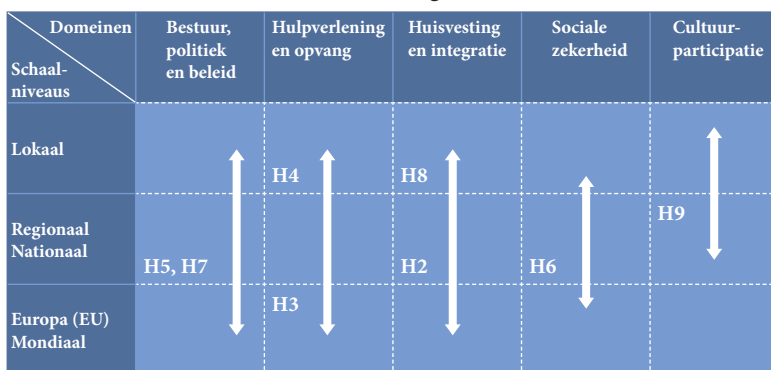 Domeinen
Schaal-
niveaus
Bestuur,
politiek
en beleid
Hulpverlening
en opvang
Huisvesting
en integratie
Sociale
zekerheid
Cultuur-
participatie
Lokaal
H4
H8
Regionaal
Nationaal
H5, H7
H2
H6
H9
Europa (EU)
Mondiaal
H3